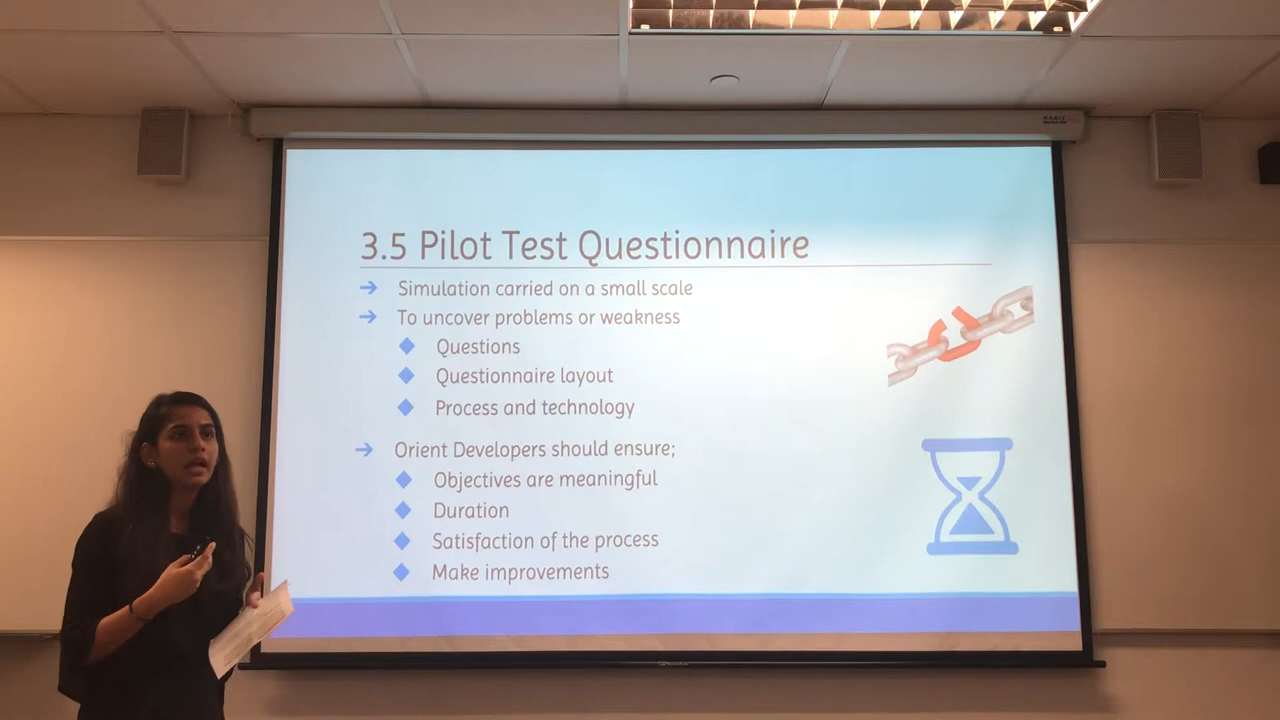 3.5 Pilot Test Questionnaire
Simulation carried on a small scale
To uncover problems or weakness
Questions
Questionnaire layout
Process and technology
Orient Developers should ensure;
Objectives are meaningful
Duration
Satisfaction of the process
Make improvements